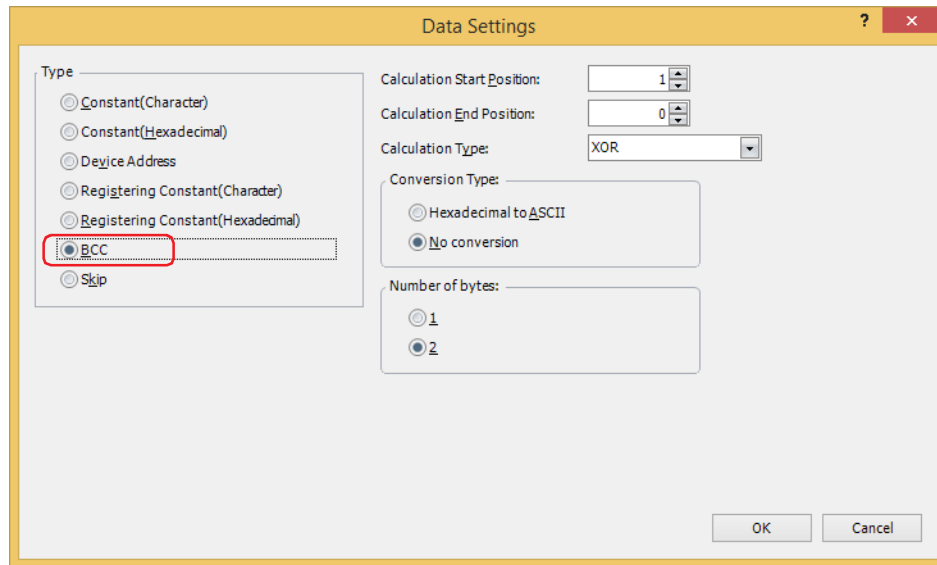 Data Settings
?
×
Type
Constant(Character)
Constant(Hexadecimal)
Device Address
Registering Constant(Character)
Registering Constant(Hexadecimal)
BCC
Skip
Calculation Start Position:
1
Calculation End Position:
0
Calculation Type:
XOR
Conversion Type:
Hexadecimal to ASCII
No conversion
Number of bytes:
1
2
OK
Cancel